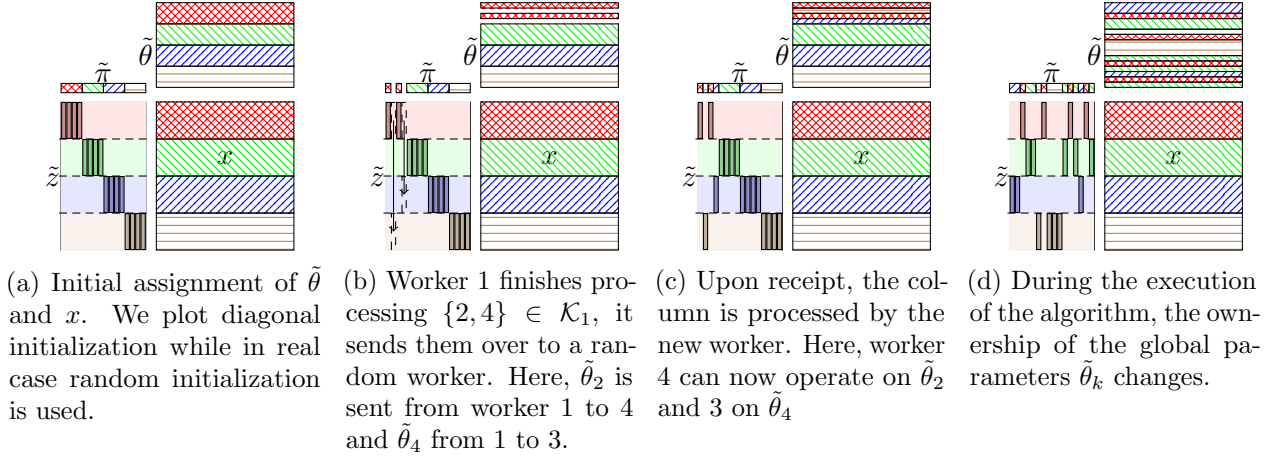 θ̃
π̃
z̃
x
θ̃
π̃
z̃
x
θ̃
π̃
z̃
x
θ̃
π̃
z̃
x
(a) Initial assignment of θ̃
and x. We plot diagonal
initialization while in real
case random initialization
is used.
(b) Worker 1 finishes pro-
cessing {2, 4} ∈ 𝒦₁, it
sends them over to a ran-
dom worker. Here, θ̃₂ is
sent from worker 1 to 4
and θ̃₄ from 1 to 3.
(c) Upon receipt, the col-
umn is processed by the
new worker. Here, worker
4 can now operate on θ̃₂
and 3 on θ̃₄
(d) During the execution
of the algorithm, the own-
ership of the global pa-
rameters θ̃ₖ changes.